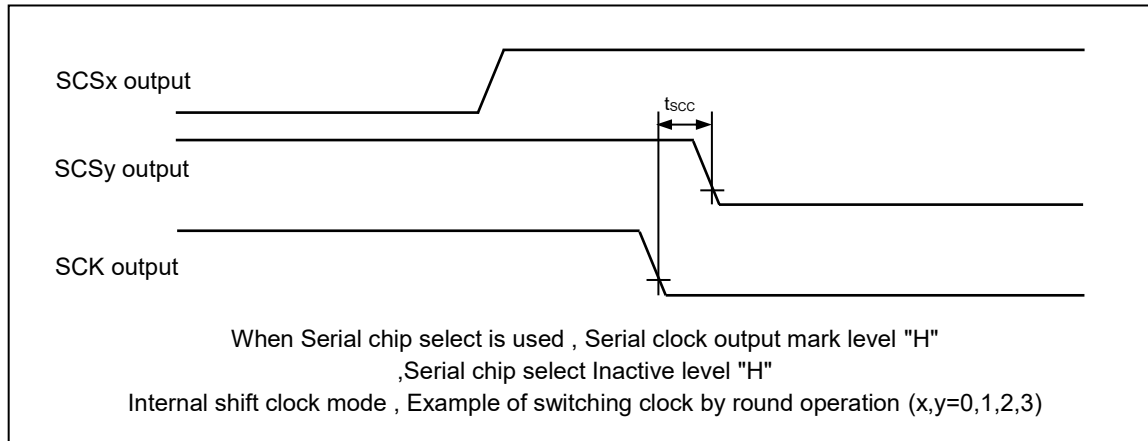 SCSx output
tSCC
SCSy output
SCK output
When Serial chip select is used , Serial clock output mark level "H"
,Serial chip select Inactive level "H"
Internal shift clock mode , Example of switching clock by round operation (x,y=0,1,2,3)